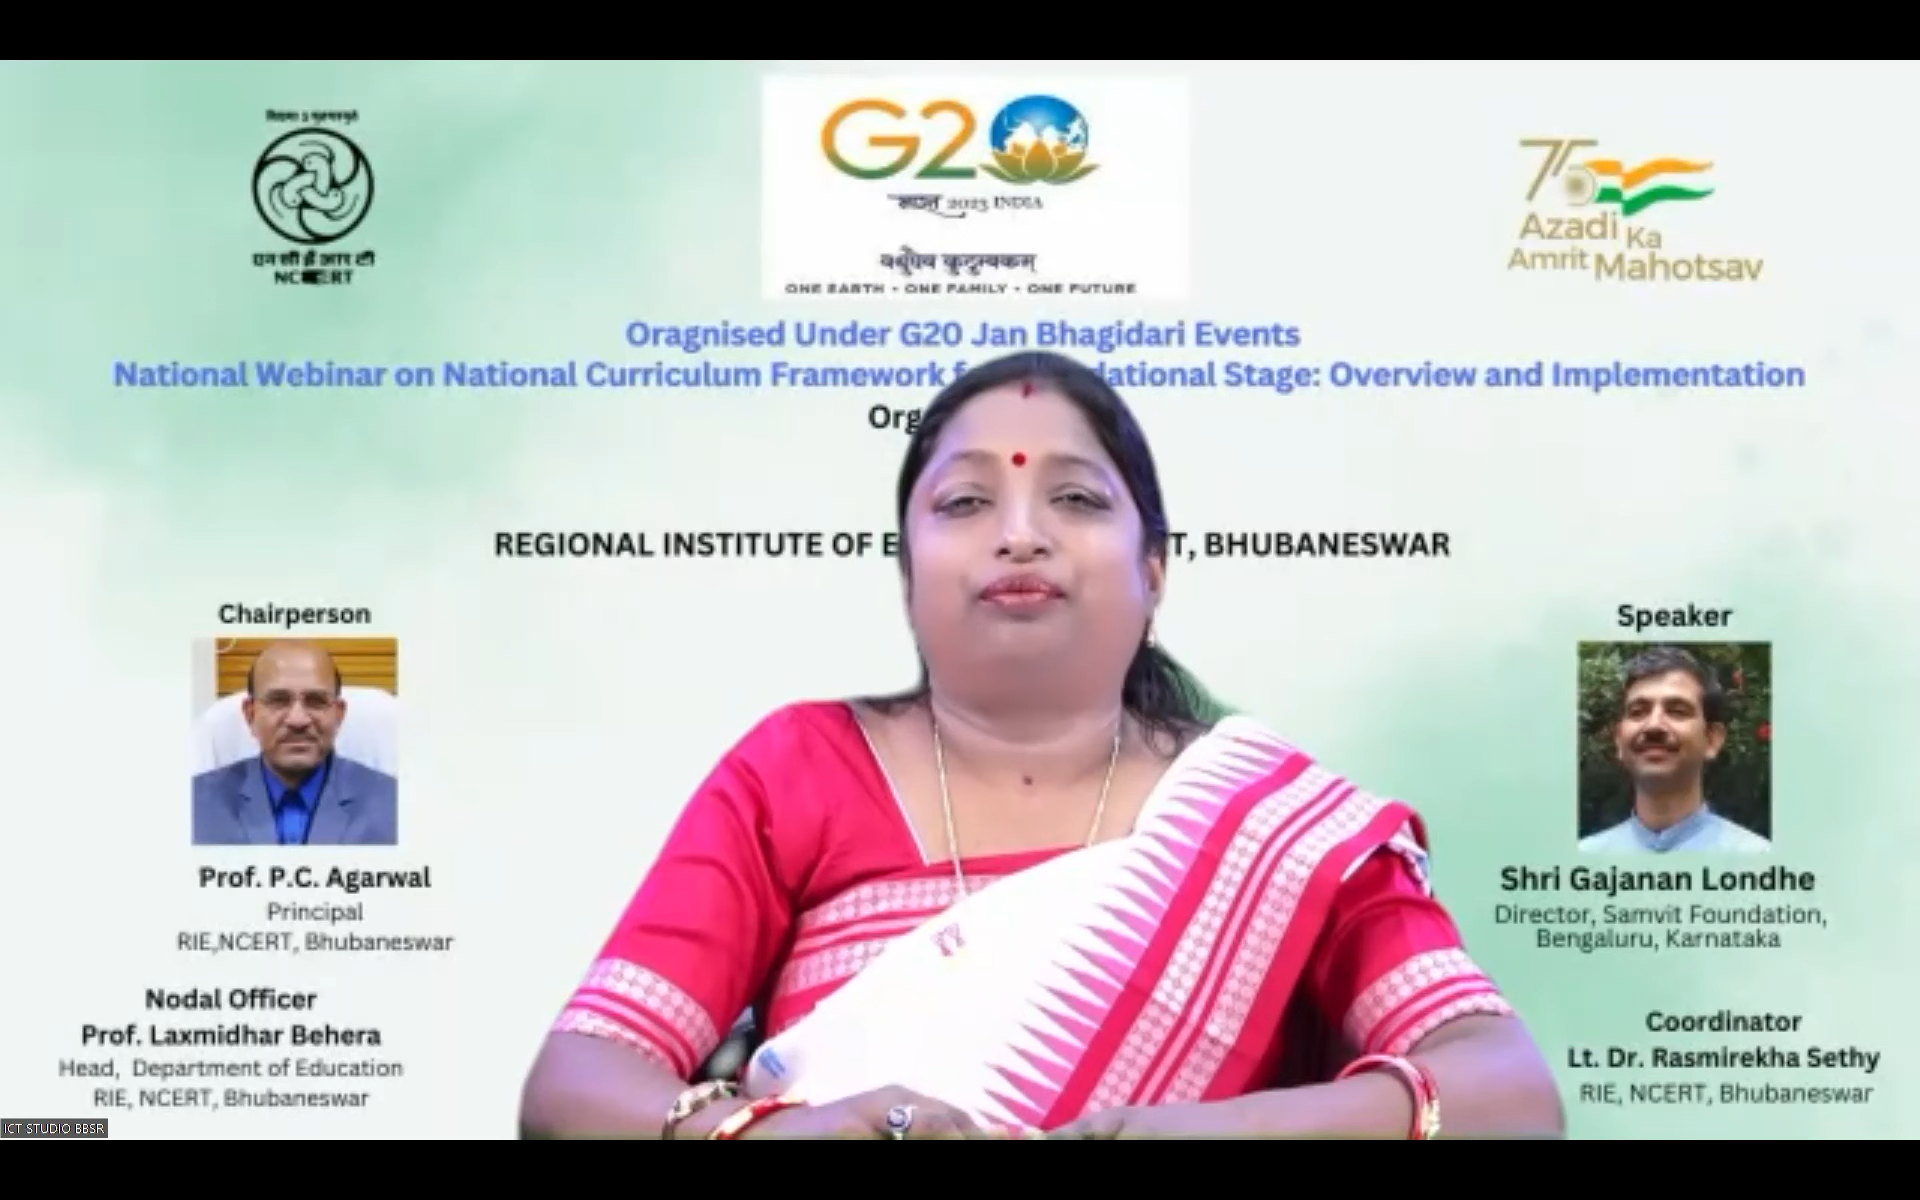 एन सी ई आर टी
NCERT
G20
भारत 2023 INDIA
वसुधैव कुटुम्बकम्
ONE EARTH • ONE FAMILY • ONE FUTURE
75
Azadi Ka
Amrit Mahotsav
Oragnised Under G20 Jan Bhagidari Events
National Webinar on National Curriculum Framework f dational Stage: Overview and Implementation
Org
REGIONAL INSTITUTE OF E T, BHUBANESWAR
Chairperson
Prof. P.C. Agarwal
Principal
RIE,NCERT, Bhubaneswar
Nodal Officer
Prof. Laxmidhar Behera
Head, Department of Education
RIE, NCERT, Bhubaneswar
Speaker
Shri Gajanan Londhe
Director, Samvit Foundation,
Bengaluru, Karnataka
Coordinator
Lt. Dr. Rasmirekha Sethy
RIE, NCERT, Bhubaneswar
ICT STUDIO BBSR